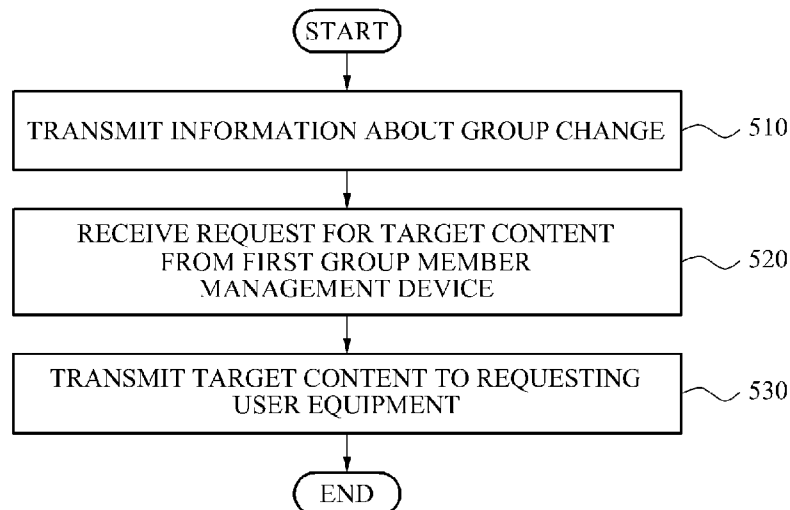 START
TRANSMIT INFORMATION ABOUT GROUP CHANGE
510
RECEIVE REQUEST FOR TARGET CONTENT
FROM FIRST GROUP MEMBER
MANAGEMENT DEVICE
520
TRANSMIT TARGET CONTENT TO REQUESTING
USER EQUIPMENT
530
END